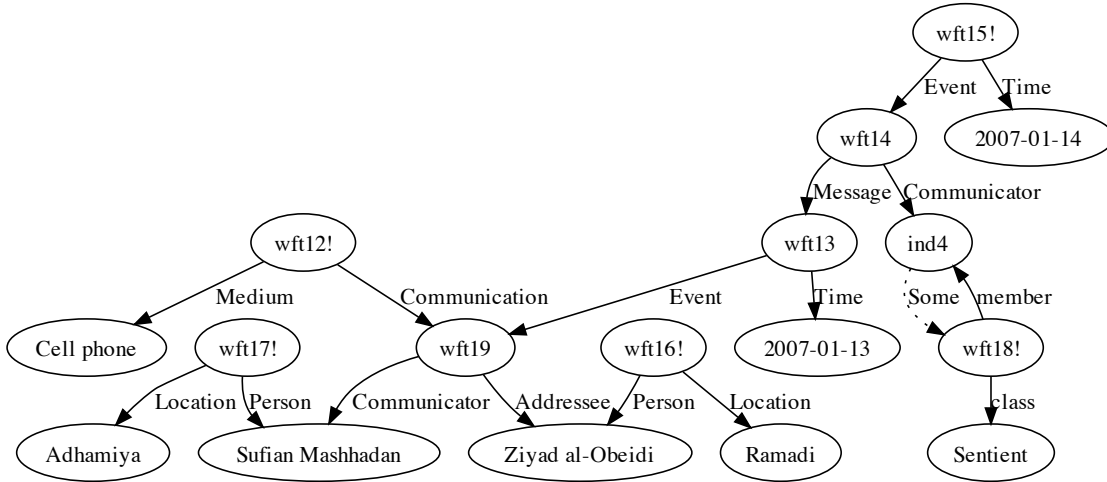 wft15!
Event
Time
wft14
2007-01-14
Message
Communicator
wft12!
wft13
ind4
Medium
Communication
Event
Time
Some
member
Cell phone
wft17!
wft19
wft16!
2007-01-13
wft18!
Location
Person
Communicator
Addressee
Person
Location
class
Adhamiya
Sufian Mashhadan
Ziyad al-Obeidi
Ramadi
Sentient